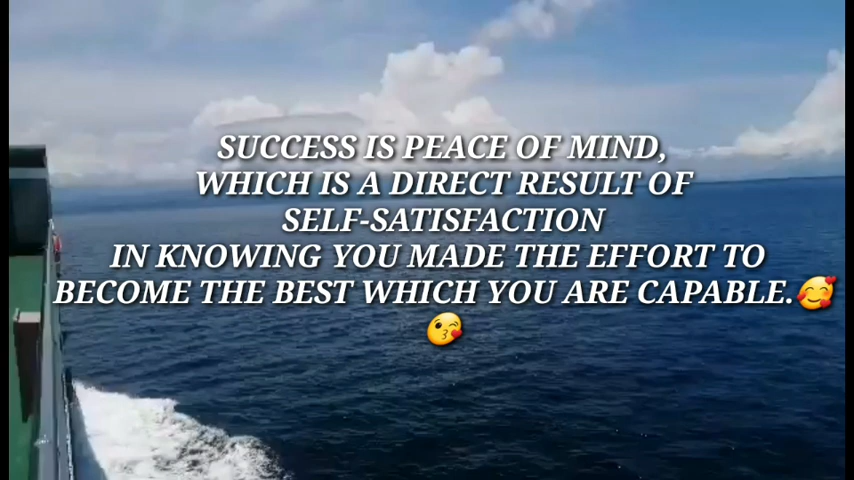 SUCCESS IS PEACE OF MIND,
WHICH IS A DIRECT RESULT OF
SELF-SATISFACTION
IN KNOWING YOU MADE THE EFFORT TO
BECOME THE BEST WHICH YOU ARE CAPABLE.🥰
😘